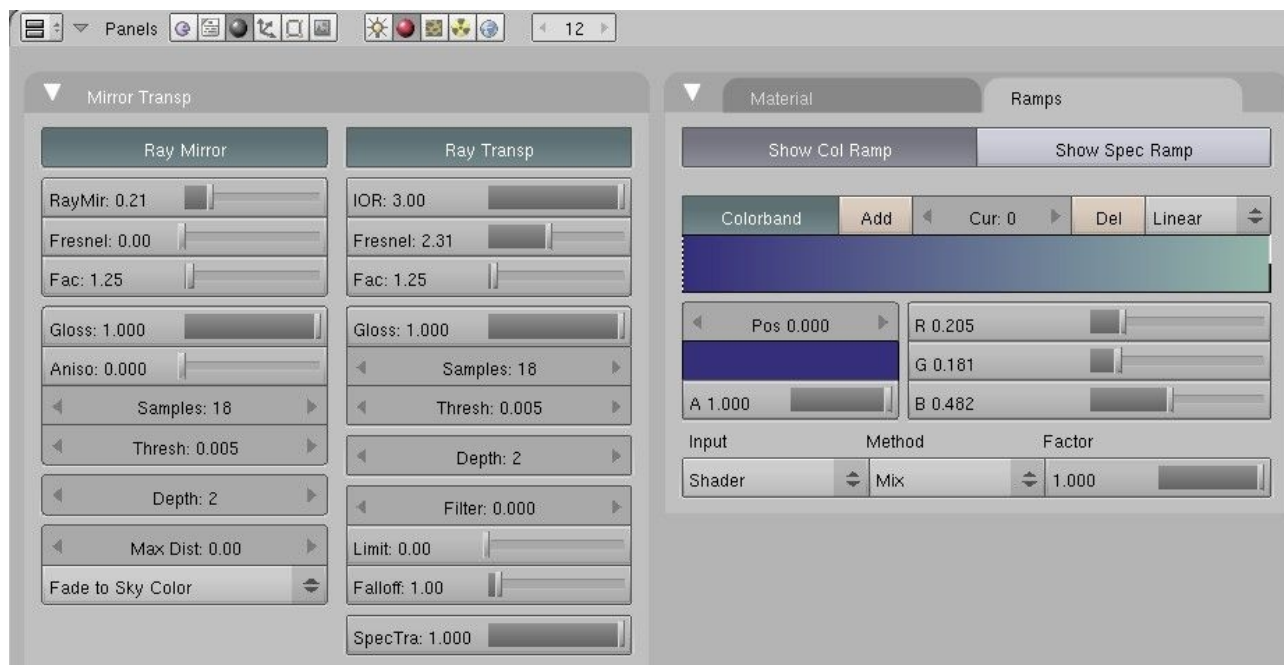 Panels
12
Mirror Transp
Ray Mirror
RayMir: 0.21
Fresnel: 0.00
Fac: 1.25
Gloss: 1.000
Aniso: 0.000
Samples: 18
Thresh: 0.005
Depth: 2
Max Dist: 0.00
Fade to Sky Color
Ray Transp
IOR: 3.00
Fresnel: 2.31
Fac: 1.25
Gloss: 1.000
Samples: 18
Thresh: 0.005
Depth: 2
Filter: 0.000
Limit: 0.00
Falloff: 1.00
SpecTra: 1.000
Material Ramps
Show Col Ramp Show Spec Ramp
Colorband Add Cur: 0 Del Linear
Pos 0.000
A 1.000
R 0.205
G 0.181
B 0.482
Input Method Factor
Shader Mix 1.000